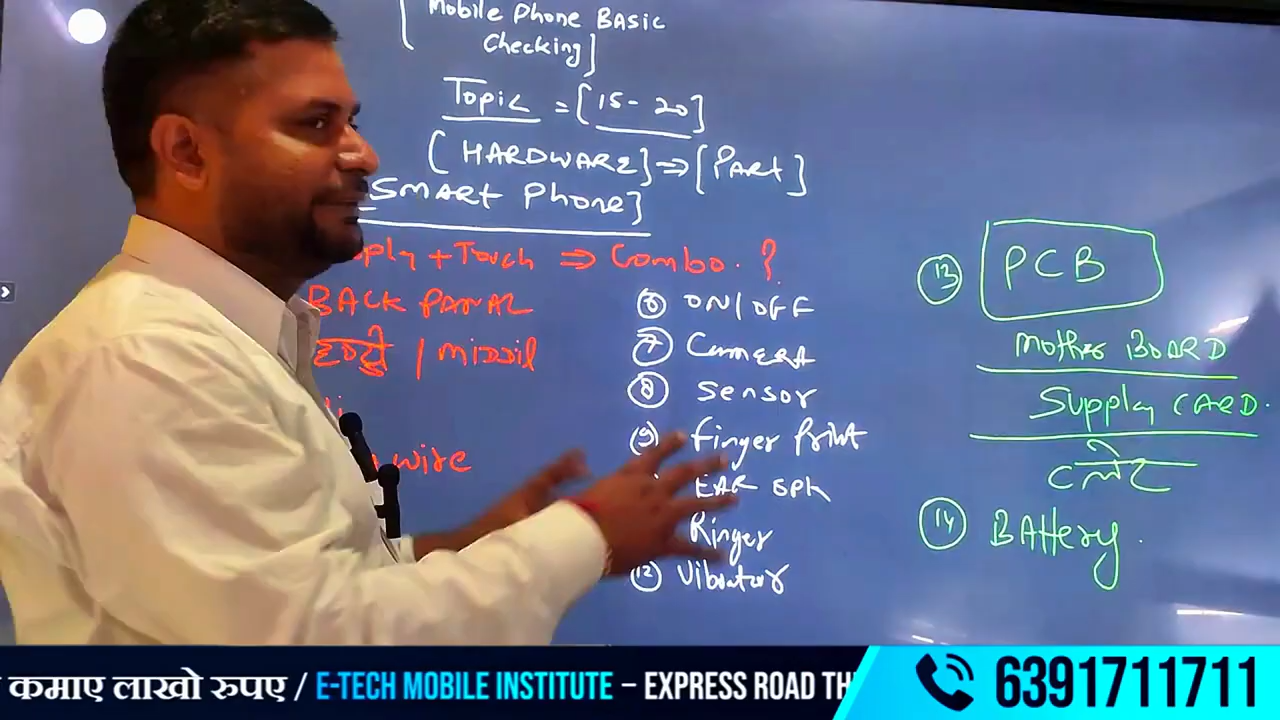 [Mobile Phone BASIC
Checking]
Topic = [15-20]
(HARDWARE] ⇒ [PART]
SMART Phone]
+Touch ⇒ Combo. ?
BACK PANAL
/ middil
wire
⑥ ON/OFF
⑦ CAMERA
⑧ Sensor
(9) finger Print
EAR SPK
Ringer
⑫ Vibrator
⑬ PCB
Mother BOARD
Supply CARD.
प्लेट
⑭ BAttery.
कमाए लाखो रुपए / E-TECH MOBILE INSTITUTE – EXPRESS ROAD
6391711711